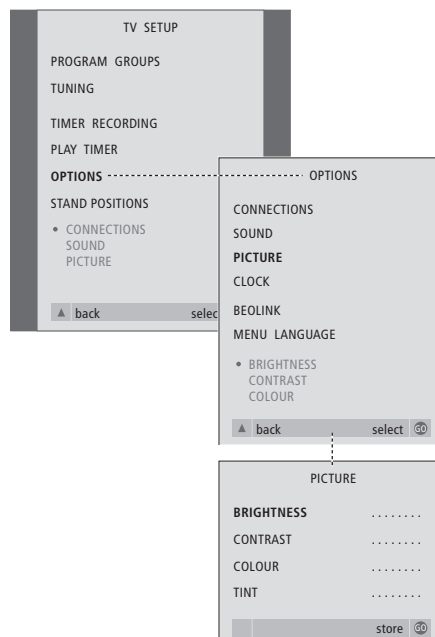 TV SETUP
PROGRAM GROUPS
TUNING
TIMER RECORDING
PLAY TIMER
OPTIONS
STAND POSITIONS
• CONNECTIONS
SOUND
PICTURE
▲ back selec
OPTIONS
CONNECTIONS
SOUND
PICTURE
CLOCK
BEOLINK
MENU LANGUAGE
• BRIGHTNESS
CONTRAST
COLOUR
▲ back select GO
PICTURE
BRIGHTNESS ........
CONTRAST ........
COLOUR ........
TINT ........
store GO